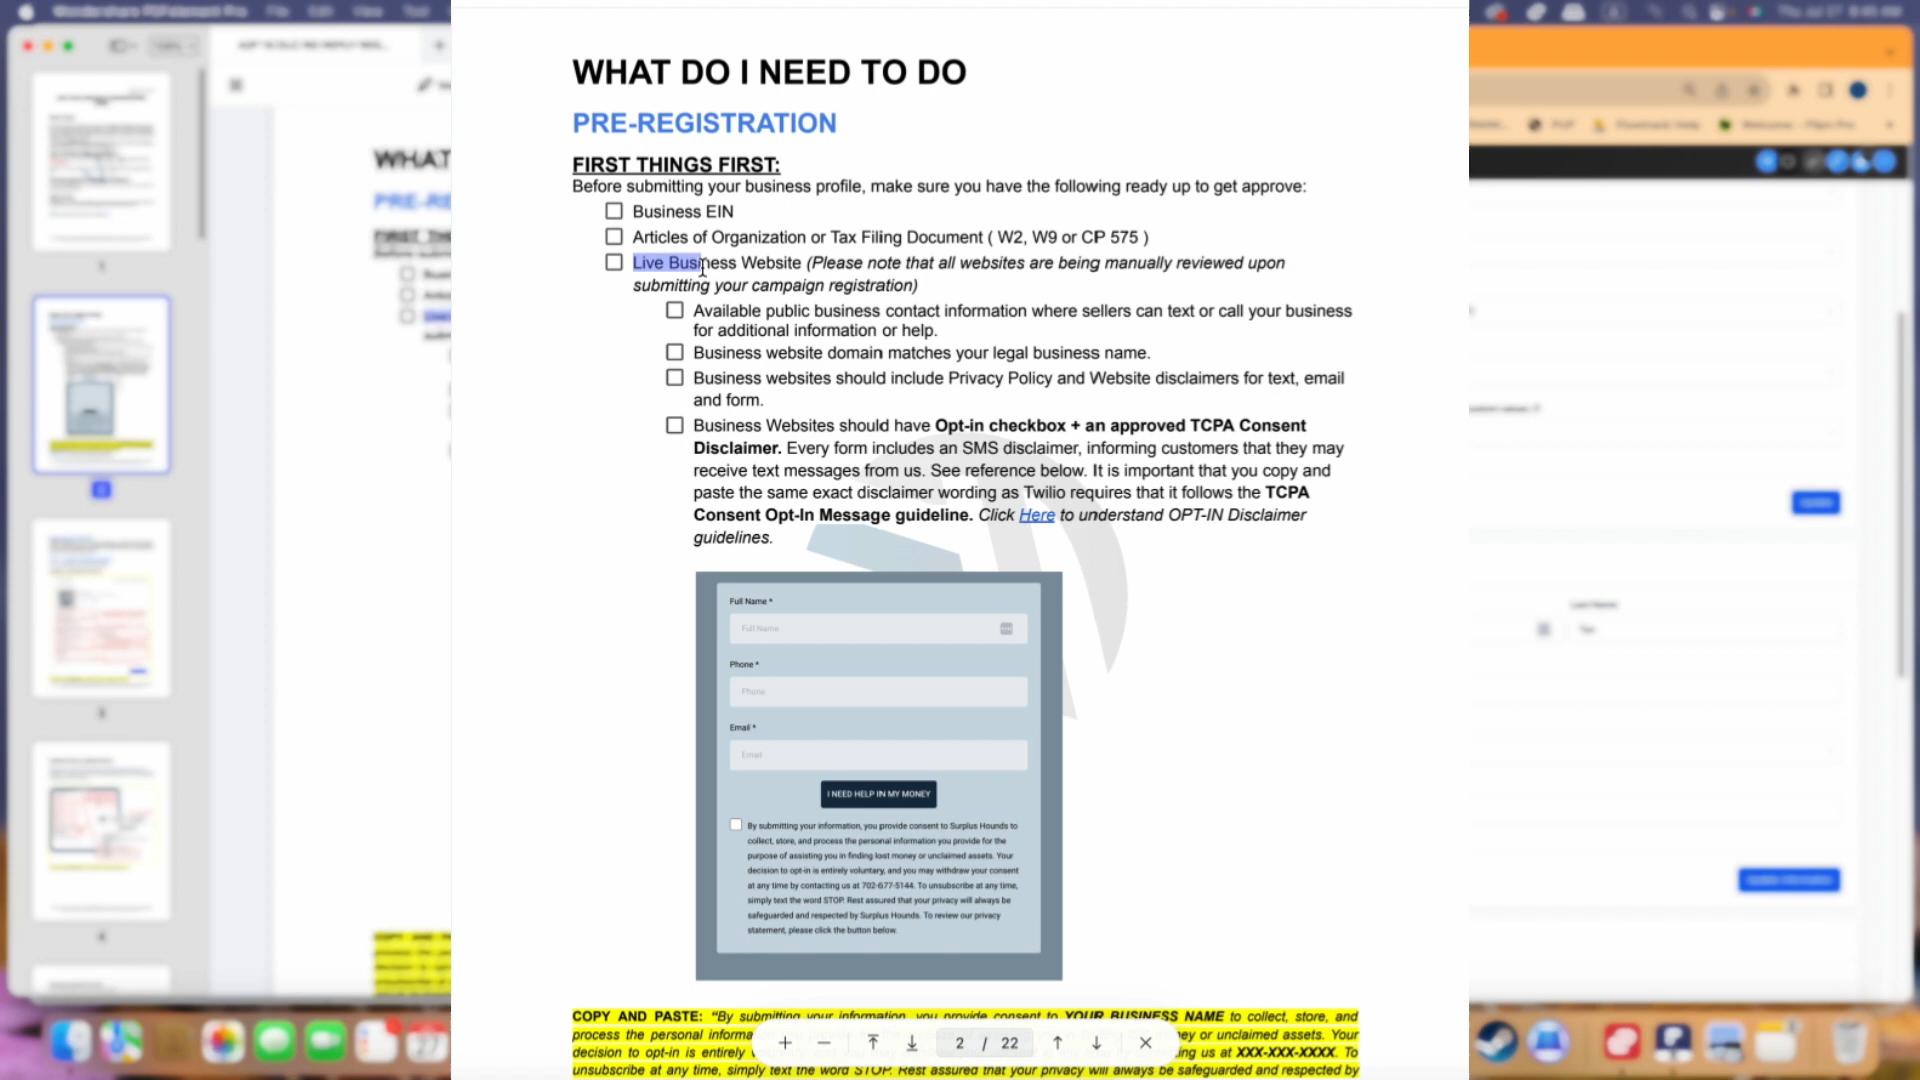 WHAT DO I NEED TO DO
PRE-REGISTRATION
FIRST THINGS FIRST:
Before submitting your business profile, make sure you have the following ready up to get approve:
Business EIN
Articles of Organization or Tax Filing Document ( W2, W9 or CP 575 )
Live Business Website (Please note that all websites are being manually reviewed upon
submitting your campaign registration)
Available public business contact information where sellers can text or call your business
for additional information or help.
Business website domain matches your legal business name.
Business websites should include Privacy Policy and Website disclaimers for text, email
and form.
Business Websites should have Opt-in checkbox + an approved TCPA Consent
Disclaimer. Every form includes an SMS disclaimer, informing customers that they may
receive text messages from us. See reference below. It is important that you copy and
paste the same exact disclaimer wording as Twilio requires that it follows the TCPA
Consent Opt-In Message guideline. Click Here to understand OPT-IN Disclaimer
guidelines.
Full Name *
Full Name
Phone *
Phone
Email *
Email
I NEED HELP IN MY MONEY
By submitting your information, you provide consent to Surplus Hounds to
collect, store, and process the personal information you provide for the
purpose of assisting you in finding lost money or unclaimed assets. Your
decision to opt-in is entirely voluntary, and you may withdraw your consent
at any time by contacting us at 702-677-5144. To unsubscribe at any time,
simply text the word STOP. Rest assured that your privacy will always be
safeguarded and respected by Surplus Hounds. To review our privacy
statement, please click the button below.
COPY AND PASTE: "By submitting your information, you provide consent to YOUR BUSINESS NAME to collect, store, and
process the personal ney or unclaimed assets. Your
decision to opt-in is entirely ing us at XXX-XXX-XXXX. To
unsubscribe at any time, simply text the word STOP. Rest assured that your privacy will always be safeguarded and respected by
2 / 22